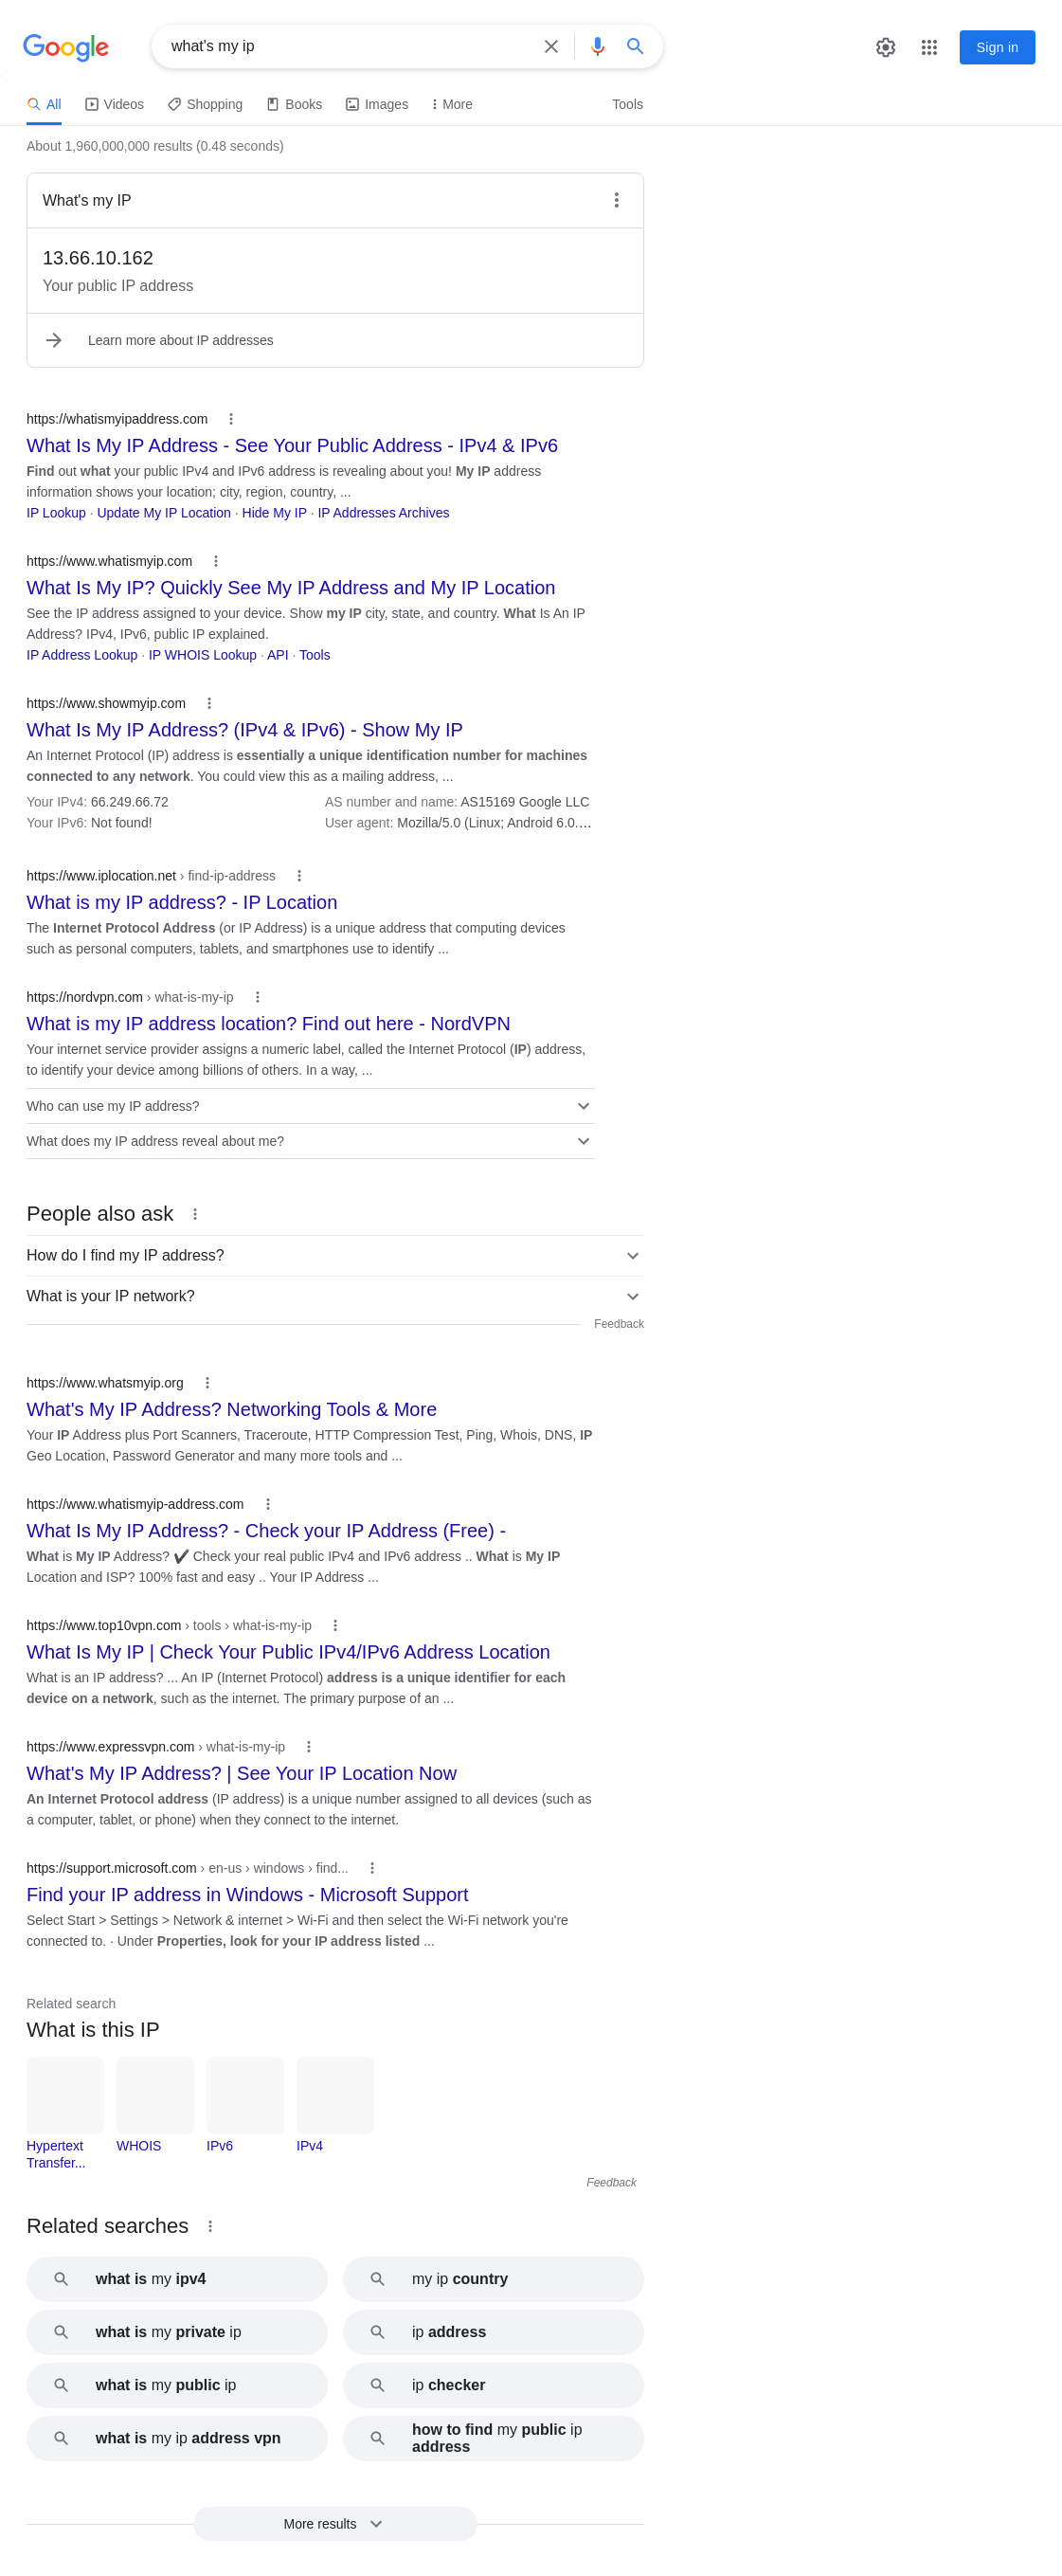 Google
what's my ip
Sign in
All
Videos
Shopping
Books
Images
More
Tools
About 1,960,000,000 results (0.48 seconds)
What's my IP
13.66.10.162
Your public IP address
Learn more about IP addresses
https://whatismyipaddress.com
What Is My IP Address - See Your Public Address - IPv4 & IPv6
Find out what your public IPv4 and IPv6 address is revealing about you! My IP address
information shows your location; city, region, country, ...
IP Lookup · Update My IP Location · Hide My IP · IP Addresses Archives
https://www.whatismyip.com
What Is My IP? Quickly See My IP Address and My IP Location
See the IP address assigned to your device. Show my IP city, state, and country. What Is An IP
Address? IPv4, IPv6, public IP explained.
IP Address Lookup · IP WHOIS Lookup · API · Tools
https://www.showmyip.com
What Is My IP Address? (IPv4 & IPv6) - Show My IP
An Internet Protocol (IP) address is essentially a unique identification number for machines
connected to any network. You could view this as a mailing address, ...
Your IPv4: 66.249.66.72
AS number and name: AS15169 Google LLC
Your IPv6: Not found!
User agent: Mozilla/5.0 (Linux; Android 6.0....
https://www.iplocation.net › find-ip-address
What is my IP address? - IP Location
The Internet Protocol Address (or IP Address) is a unique address that computing devices
such as personal computers, tablets, and smartphones use to identify ...
https://nordvpn.com › what-is-my-ip
What is my IP address location? Find out here - NordVPN
Your internet service provider assigns a numeric label, called the Internet Protocol (IP) address,
to identify your device among billions of others. In a way, ...
Who can use my IP address?
What does my IP address reveal about me?
People also ask
How do I find my IP address?
What is your IP network?
Feedback
https://www.whatsmyip.org
What's My IP Address? Networking Tools & More
Your IP Address plus Port Scanners, Traceroute, HTTP Compression Test, Ping, Whois, DNS, IP
Geo Location, Password Generator and many more tools and ...
https://www.whatismyip-address.com
What Is My IP Address? - Check your IP Address (Free) -
What is My IP Address? ✔️ Check your real public IPv4 and IPv6 address .. What is My IP
Location and ISP? 100% fast and easy .. Your IP Address ...
https://www.top10vpn.com › tools › what-is-my-ip
What Is My IP | Check Your Public IPv4/IPv6 Address Location
What is an IP address? ... An IP (Internet Protocol) address is a unique identifier for each
device on a network, such as the internet. The primary purpose of an ...
https://www.expressvpn.com › what-is-my-ip
What's My IP Address? | See Your IP Location Now
An Internet Protocol address (IP address) is a unique number assigned to all devices (such as
a computer, tablet, or phone) when they connect to the internet.
https://support.microsoft.com › en-us › windows › find...
Find your IP address in Windows - Microsoft Support
Select Start > Settings > Network & internet > Wi-Fi and then select the Wi-Fi network you're
connected to. · Under Properties, look for your IP address listed ...
Related search
What is this IP
Hypertext
Transfer...
WHOIS
IPv6
IPv4
Feedback
Related searches
what is my ipv4
my ip country
what is my private ip
ip address
what is my public ip
ip checker
what is my ip address vpn
how to find my public ip
address
More results